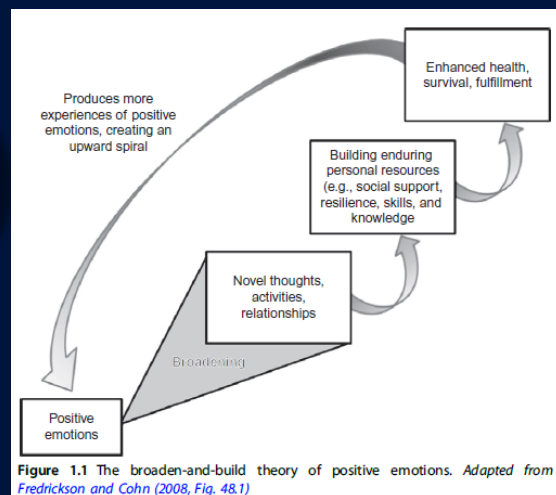 Enhanced health,
survival, fulfillment
Produces more
experiences of positive
emotions, creating an
upward spiral
Building enduring
personal resources
(e.g., social support,
resilience, skills, and
knowledge
Novel thoughts,
activities,
relationships
Broadening
Positive
emotions
Figure 1.1 The broaden-and-build theory of positive emotions. Adapted from
Fredrickson and Cohn (2008, Fig. 48.1)